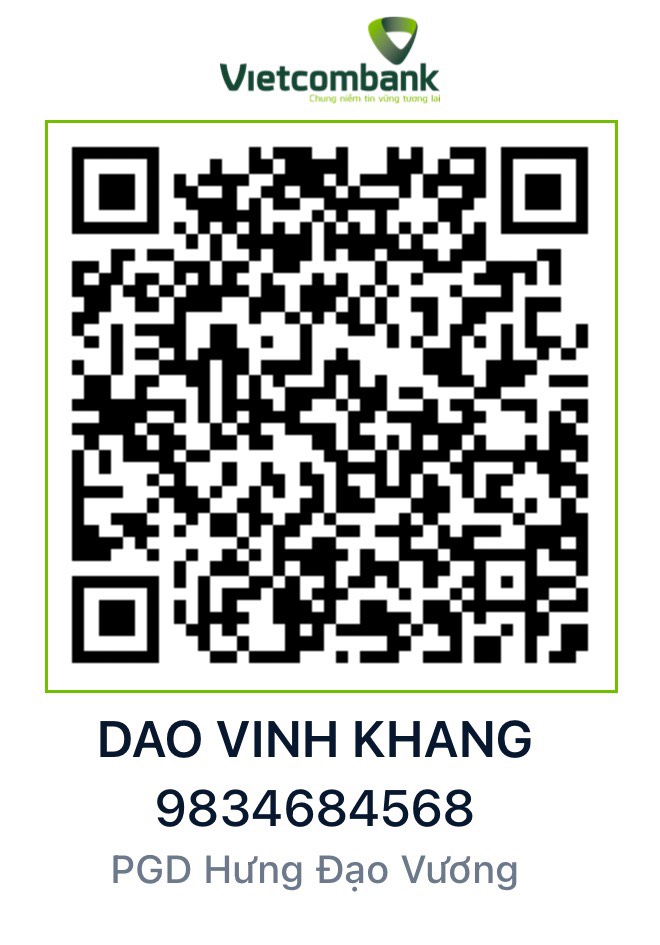 Vietcombank
Chung niềm tin vững tương lai
DAO VINH KHANG
9834684568
PGD Hưng Đạo Vương